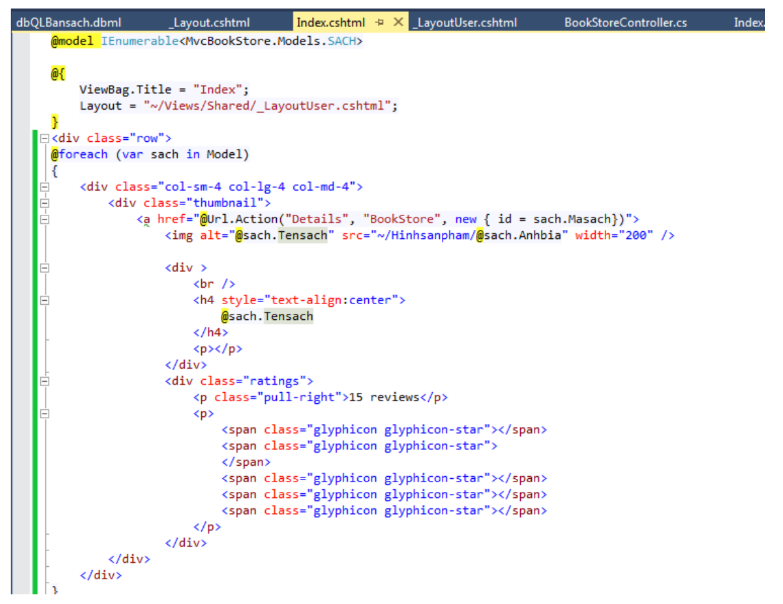 dbQLBansach.dbml _Layout.cshtml Index.cshtml _LayoutUser.cshtml BookStoreController.cs Index.
@model IEnumerable<MvcBookStore.Models.SACH>
@{
ViewBag.Title = "Index";
Layout = "~/Views/Shared/_LayoutUser.cshtml";
}
<div class="row">
@foreach (var sach in Model)
{
<div class="col-sm-4 col-lg-4 col-md-4">
<div class="thumbnail">
<a href="@Url.Action("Details", "BookStore", new { id = sach.Masach})">
<img alt="@sach.Tensach" src="~/Hinhsanpham/@sach.Anhbia" width="200" />
<div >
<br />
<h4 style="text-align:center">
@sach.Tensach
</h4>
<p></p>
</div>
<div class="ratings">
<p class="pull-right">15 reviews</p>
<p>
<span class="glyphicon glyphicon-star"></span>
<span class="glyphicon glyphicon-star">
</span>
<span class="glyphicon glyphicon-star"></span>
<span class="glyphicon glyphicon-star"></span>
<span class="glyphicon glyphicon-star"></span>
</p>
</div>
</div>
</div>
}